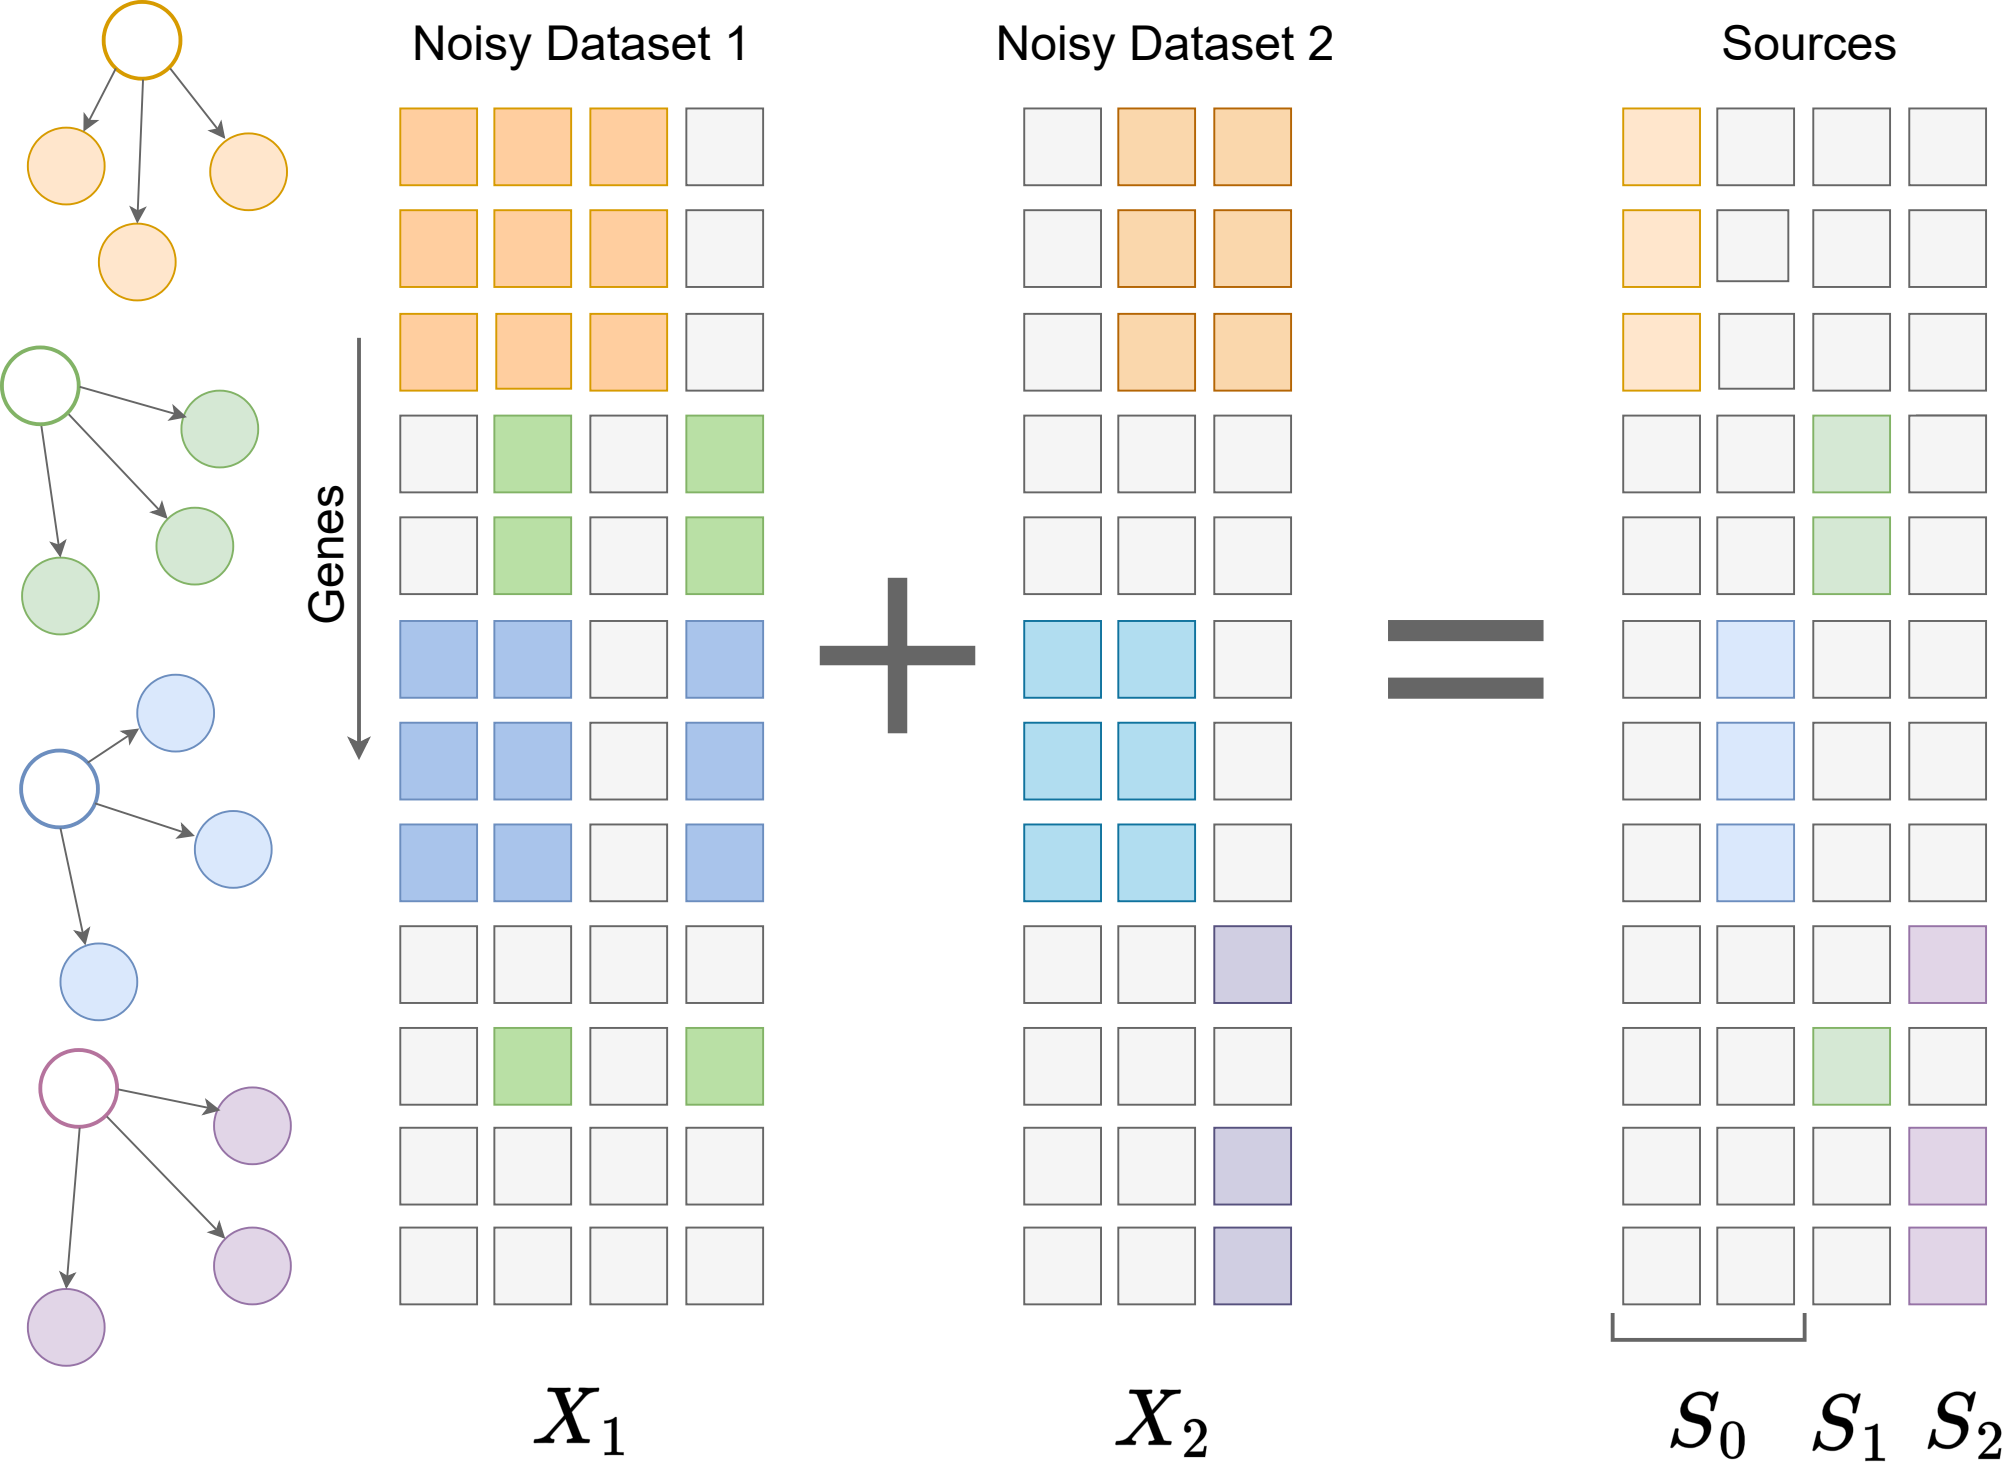 Noisy Dataset 1
Noisy Dataset 2
Sources
Genes
X₁
X₂
S₀
S₁
S₂